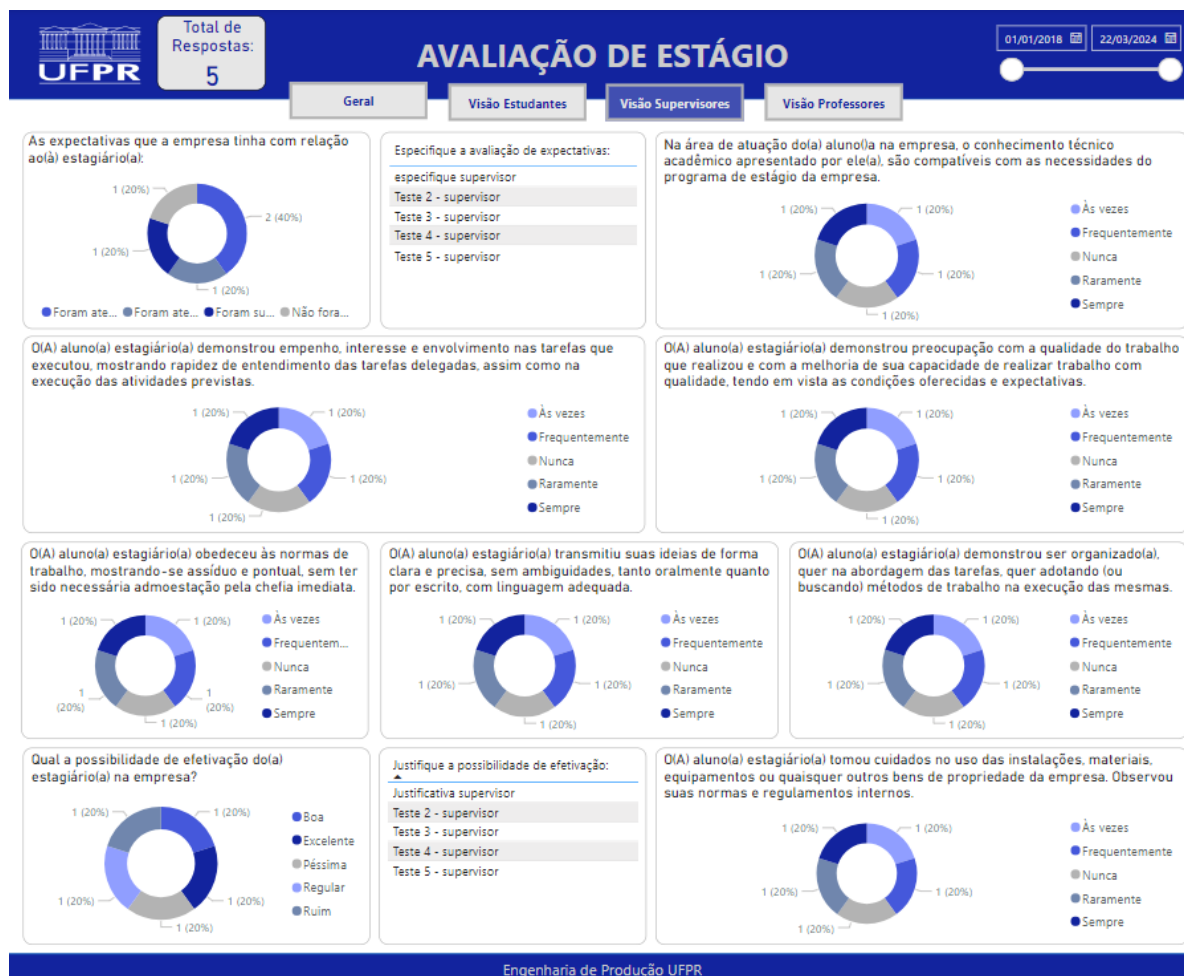 UFPR
Total de
Respostas:
5
AVALIAÇÃO DE ESTÁGIO
01/01/2018
22/03/2024
Geral
Visão Estudantes
Visão Supervisores
Visão Professores
As expectativas que a empresa tinha com relação
ao(à) estagiário(a):
1 (20%)
2 (40%)
1 (20%)
1 (20%)
Foram ate... Foram ate... Foram su... Não fora...
Especifique a avaliação de expectativas:
especifique supervisor
Teste 2 - supervisor
Teste 3 - supervisor
Teste 4 - supervisor
Teste 5 - supervisor
Na área de atuação do(a) aluno()a na empresa, o conhecimento técnico
acadêmico apresentado por ele(a), são compatíveis com as necessidades do
programa de estágio da empresa.
1 (20%)
1 (20%)
1 (20%)
1 (20%)
1 (20%)
Às vezes
Frequentemente
Nunca
Raramente
Sempre
O(A) aluno(a) estagiário(a) demonstrou empenho, interesse e envolvimento nas tarefas que
executou, mostrando rapidez de entendimento das tarefas delegadas, assim como na
execução das atividades previstas.
1 (20%)
1 (20%)
1 (20%)
1 (20%)
1 (20%)
Às vezes
Frequentemente
Nunca
Raramente
Sempre
O(A) aluno(a) estagiário(a) demonstrou preocupação com a qualidade do trabalho
que realizou e com a melhoria de sua capacidade de realizar trabalho com
qualidade, tendo em vista as condições oferecidas e expectativas.
1 (20%)
1 (20%)
1 (20%)
1 (20%)
1 (20%)
Às vezes
Frequentemente
Nunca
Raramente
Sempre
O(A) aluno(a) estagiário(a) obedeceu às normas de
trabalho, mostrando-se assíduo e pontual, sem ter
sido necessária admoestação pela chefia imediata.
1 (20%)
1 (20%)
1
(20%)
1
(20%)
1 (20%)
Às vezes
Frequentem...
Nunca
Raramente
Sempre
O(A) aluno(a) estagiário(a) transmitiu suas ideias de forma
clara e precisa, sem ambiguidades, tanto oralmente quanto
por escrito, com linguagem adequada.
1 (20%)
1 (20%)
1 (20%)
1 (20%)
1 (20%)
Às vezes
Frequentemente
Nunca
Raramente
Sempre
O(A) aluno(a) estagiário(a) demonstrou ser organizado(a),
quer na abordagem das tarefas, quer adotando (ou
buscando) métodos de trabalho na execução das mesmas.
1 (20%)
1 (20%)
1 (20%)
1 (20%)
1 (20%)
Às vezes
Frequentemente
Nunca
Raramente
Sempre
Qual a possibilidade de efetivação do(a)
estagiário(a) na empresa?
1 (20%)
1 (20%)
1 (20%)
1 (20%)
1 (20%)
Boa
Excelente
Péssima
Regular
Ruim
Justifique a possibilidade de efetivação:
Justificativa supervisor
Teste 2 - supervisor
Teste 3 - supervisor
Teste 4 - supervisor
Teste 5 - supervisor
O(A) aluno(a) estagiário(a) tomou cuidados no uso das instalações, materiais,
equipamentos ou quaisquer outros bens de propriedade da empresa. Observou
suas normas e regulamentos internos.
1 (20%)
1 (20%)
1 (20%)
1 (20%)
1 (20%)
Às vezes
Frequentemente
Nunca
Raramente
Sempre
Engenharia de Produção UFPR